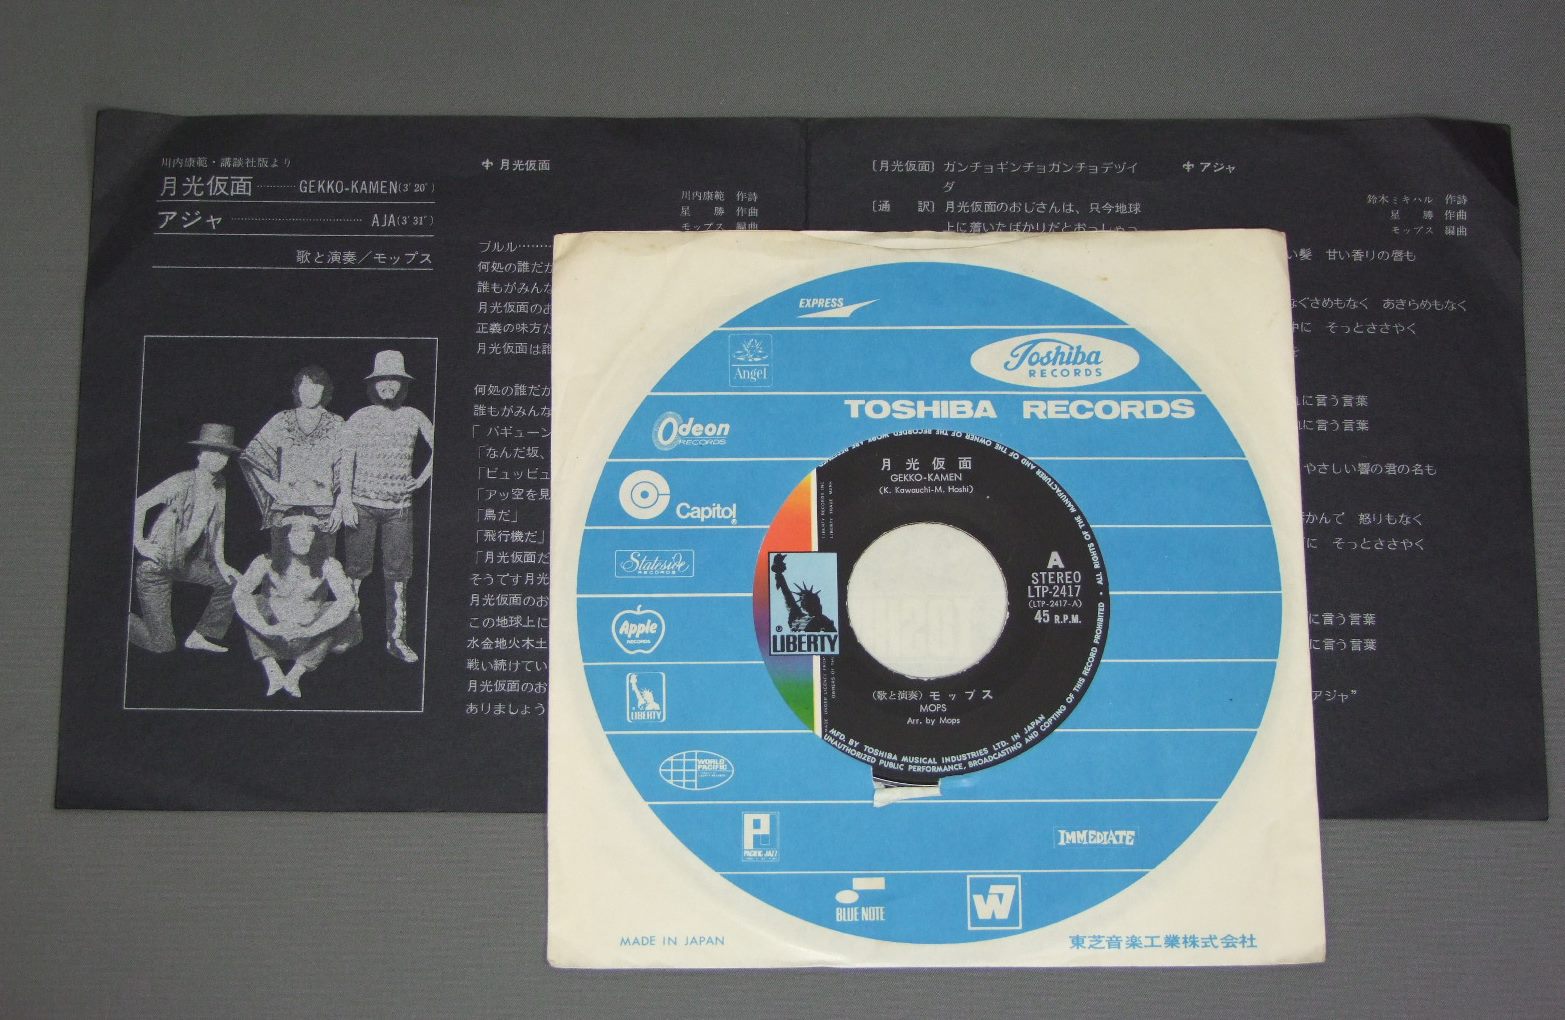 川内康範・講談社版より
月光仮面 ………… GEKKO-KAMEN(3'20")
アジャ ……………………………… AJA(3'31")
歌と演奏／モップス
月光仮面
川内康範 作詩
星 勝 作曲
モップス 編曲
ブルル………
何処の誰だか
誰もがみんな
月光仮面のお
正義の味方だ
月光仮面は誰
何処の誰だか
誰もがみんな
「バギューン
「なんだ坂、
「ビュッビュ
「アッ空を見
「鳥だ」
「飛行機だ」
「月光仮面だ
そうです月光
月光仮面のお
この地球上に
水金地火木土
戦い続けてい
月光仮面のお
ありましょう
〔月光仮面〕 ガンチョギンチョガンチョデヅイ
ダ
〔通 訳〕 月光仮面のおじさんは、只今地球
上に着いたばかりだとおっしゃっ
アジャ
鈴木ミキハル 作詩
星 勝 作曲
モップス 編曲
い髪 甘い香りの唇も
なぐさめもなく あきらめもなく
中に そっとささやく
を
れに言う言葉
れに言う言葉
やさしい響の君の名も
かんで 怒りもなく
に そっとささやく
に言う言葉
に言う言葉
アジャ”
EXPRESS
Angel
Toshiba
RECORDS
TOSHIBA RECORDS
Odeon
RECORDS
Capitol
Stateside
RECORDS
Apple
RECORDS
LIBERTY
WORLD
PACIFIC
PACIFIC JAZZ
BLUE NOTE
W7
IMMEDIATE
MADE IN JAPAN
東芝音楽工業株式会社
月光仮面
GEKKO-KAMEN
(K. Kawauchi-M. Hoshi)
LIBERTY
A
STEREO
LTP-2417
(LTP-2417-A)
45 R.P.M.
(歌と演奏) モップス
MOPS
Arr. by Mops
MFD. BY TOSHIBA MUSICAL INDUSTRIES LTD. IN JAPAN
ALL RIGHTS OF THE MANUFACTURER AND OF THE OWNER OF THE RECORDED WORK
UNAUTHORIZED PUBLIC PERFORMANCE, BROADCASTING AND COPYING OF THIS RECORD PROHIBITED